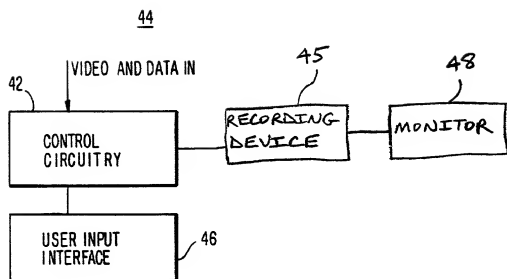 44
42
VIDEO AND DATA IN
45
48
CONTROL
CIRCUITRY
RECORDING
DEVICE
MONITOR
USER INPUT
INTERFACE
46